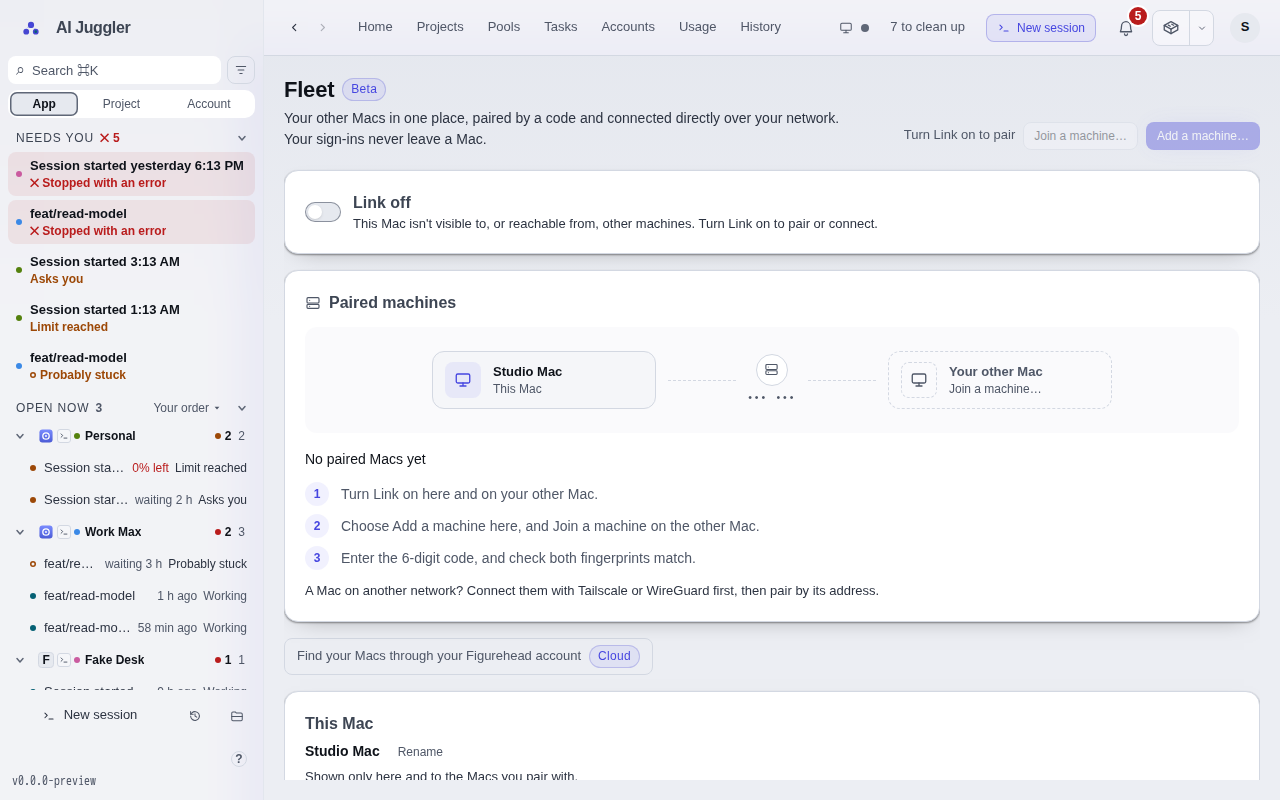 AI Juggler
Search ⌘K
App Project Account
NEEDS YOU 5
Session started yesterday 6:13 PM
Stopped with an error
feat/read-model
Stopped with an error
Session started 3:13 AM
Asks you
Session started 1:13 AM
Limit reached
feat/read-model
Probably stuck
OPEN NOW 3 Your order
Personal 2 2
Session sta… 0% left Limit reached
Session star… waiting 2 h Asks you
Work Max 2 3
feat/re… waiting 3 h Probably stuck
feat/read-model 1 h ago Working
feat/read-mo… 58 min ago Working
F Fake Desk 1 1
New session
?
v0.0.0-preview
Home Projects Pools Tasks Accounts Usage History
7 to clean up
New session
5
S
Fleet Beta
Your other Macs in one place, paired by a code and connected directly over your network.
Your sign-ins never leave a Mac.
Turn Link on to pair Join a machine… Add a machine…
Link off
This Mac isn't visible to, or reachable from, other machines. Turn Link on to pair or connect.
Paired machines
Studio Mac
This Mac
Your other Mac
Join a machine…
No paired Macs yet
1 Turn Link on here and on your other Mac.
2 Choose Add a machine here, and Join a machine on the other Mac.
3 Enter the 6-digit code, and check both fingerprints match.
A Mac on another network? Connect them with Tailscale or WireGuard first, then pair by its address.
Find your Macs through your Figurehead account Cloud
This Mac
Studio Mac Rename
Shown only here and to the Macs you pair with.